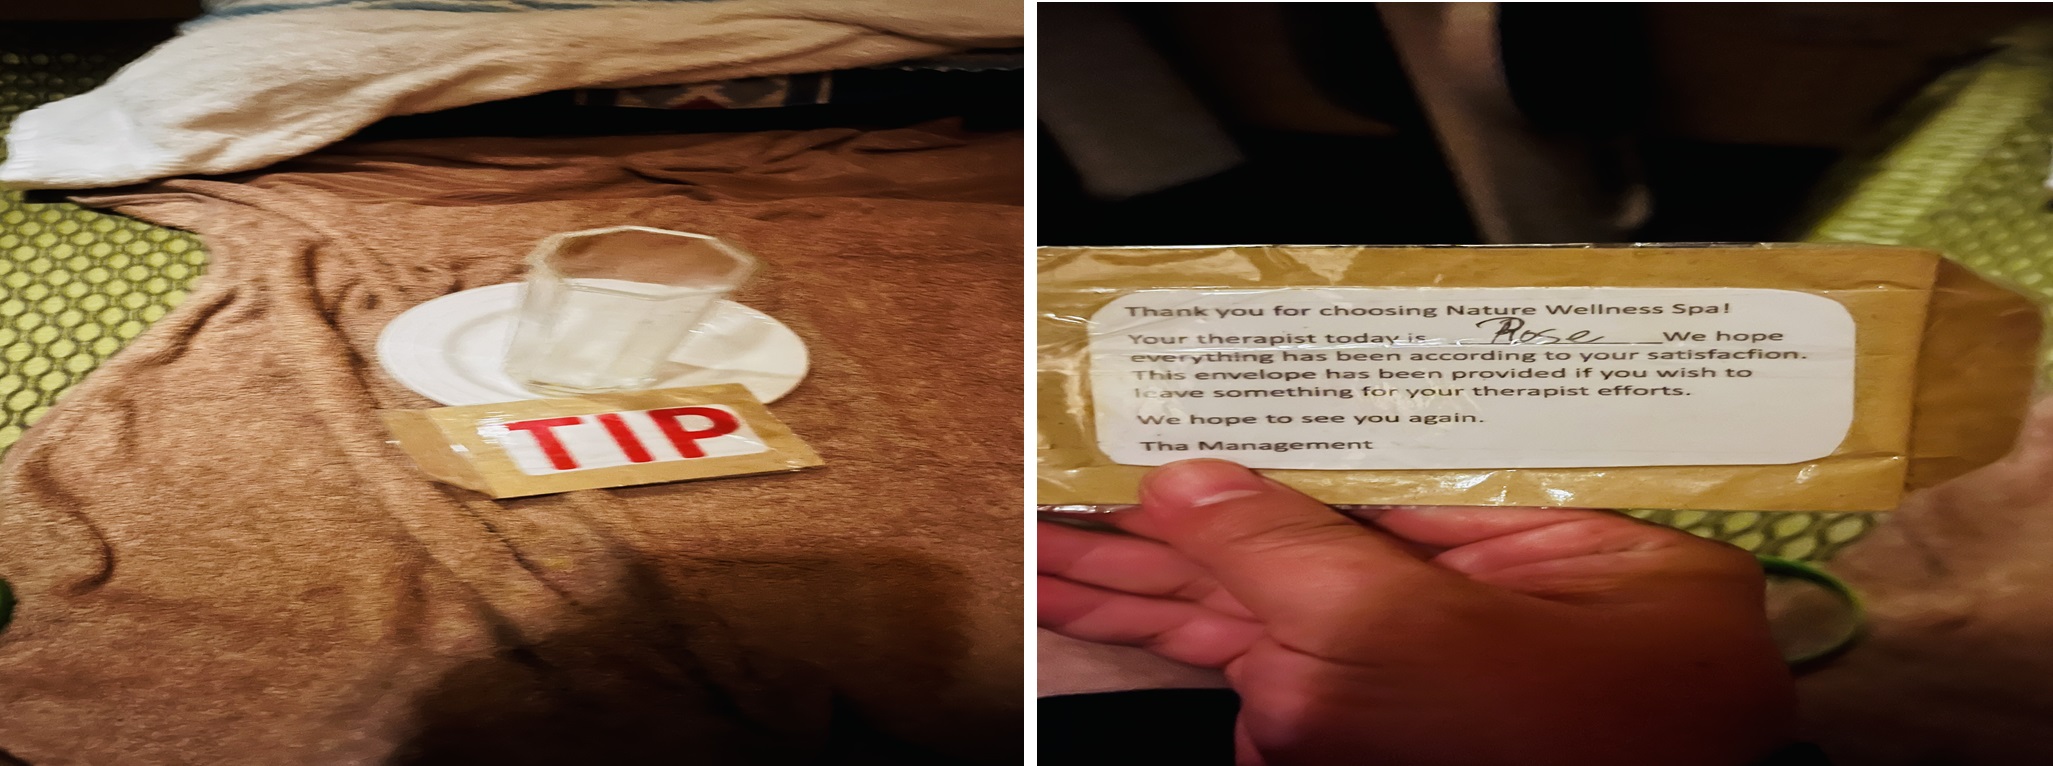 TIP
Thank you for choosing Nature Wellness Spa!
Your therapist today is Rose We hope
everything has been according to your satisfacfion.
This envelope has been provided if you wish to
leave something for your therapist efforts.
We hope to see you again.
Tha Management